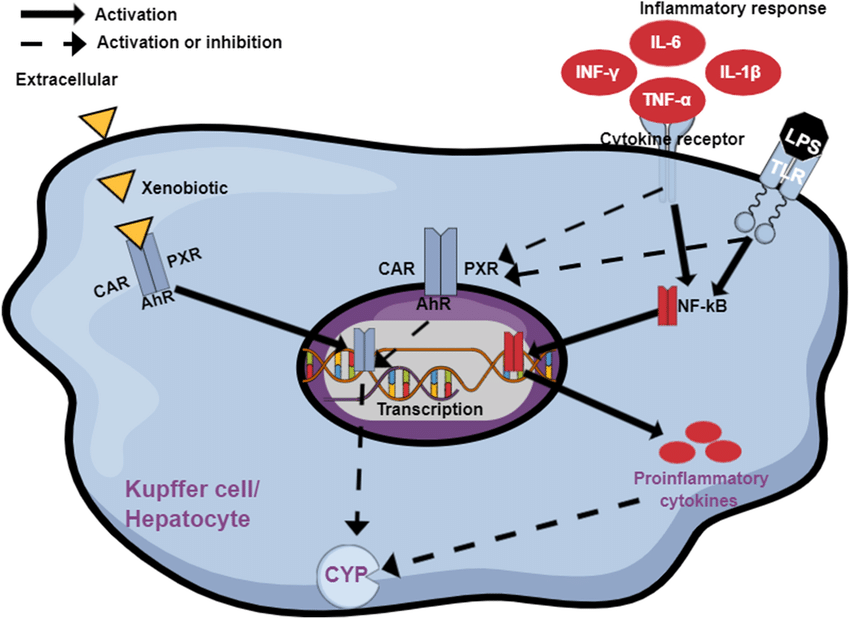 Activation
Activation or inhibition
Extracellular
Inflammatory response
IL-6
INF-γ
IL-1β
TNF-α
Cytokine receptor
LPS
TLR
Xenobiotic
CAR
PXR
AhR
CAR
PXR
AhR
NF-kB
Transcription
Proinflammatory
cytokines
Kupffer cell/
Hepatocyte
CYP